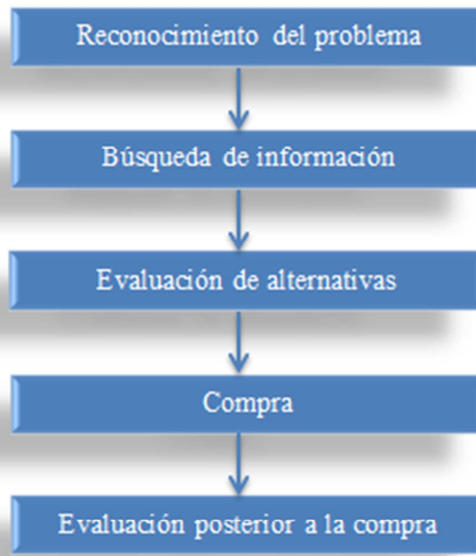 Reconocimiento del problema
Búsqueda de información
Evaluación de alternativas
Compra
Evaluación posterior a la compra